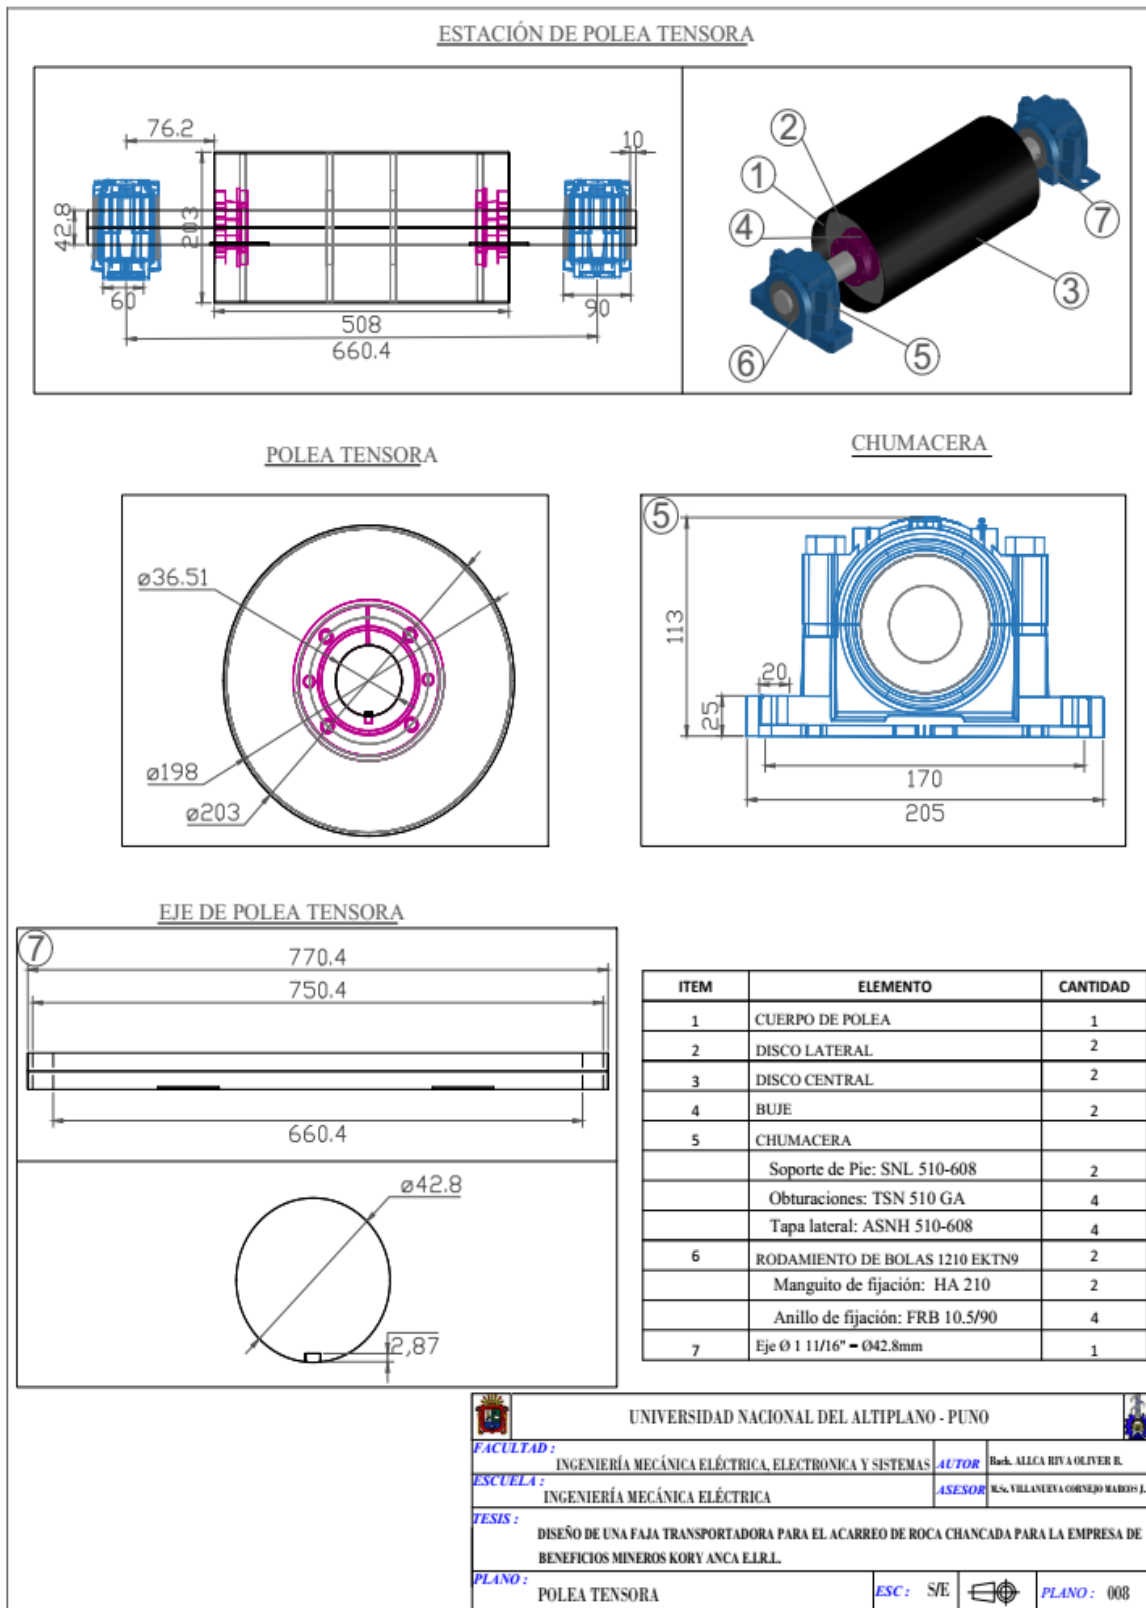 ESTACIÓN DE POLEA TENSORA
76.2
10
42,8
203
60
90
508
660.4
1
2
4
7
3
6
5
POLEA TENSORA
ø36.51
ø198
ø203
CHUMACERA
5
113
20
25
170
205
EJE DE POLEA TENSORA
7
770.4
750.4
660.4
ø42.8
2,87
ITEM ELEMENTO CANTIDAD
1 CUERPO DE POLEA 1
2 DISCO LATERAL 2
3 DISCO CENTRAL 2
4 BUJE 2
5 CHUMACERA
Soporte de Pie: SNL 510-608 2
Obturaciones: TSN 510 GA 4
Tapa lateral: ASNH 510-608 4
6 RODAMIENTO DE BOLAS 1210 EKTN9 2
Manguito de fijación: HA 210 2
Anillo de fijación: FRB 10.5/90 4
7 Eje Ø 1 11/16" = Ø42.8mm 1
UNIVERSIDAD NACIONAL DEL ALTIPLANO - PUNO
FACULTAD :
INGENIERÍA MECÁNICA ELÉCTRICA, ELECTRONICA Y SISTEMAS
AUTOR Bach. ALLCA RIVA OLIVER B.
ESCUELA :
INGENIERÍA MECÁNICA ELÉCTRICA
ASESOR M.Sc. VILLANUEVA CORNEJO MARCOS J.
TESIS :
DISEÑO DE UNA FAJA TRANSPORTADORA PARA EL ACARREO DE ROCA CHANCADA PARA LA EMPRESA DE
BENEFICIOS MINEROS KORY ANCA E.I.R.L.
PLANO :
POLEA TENSORA
ESC : S/E
PLANO : 008